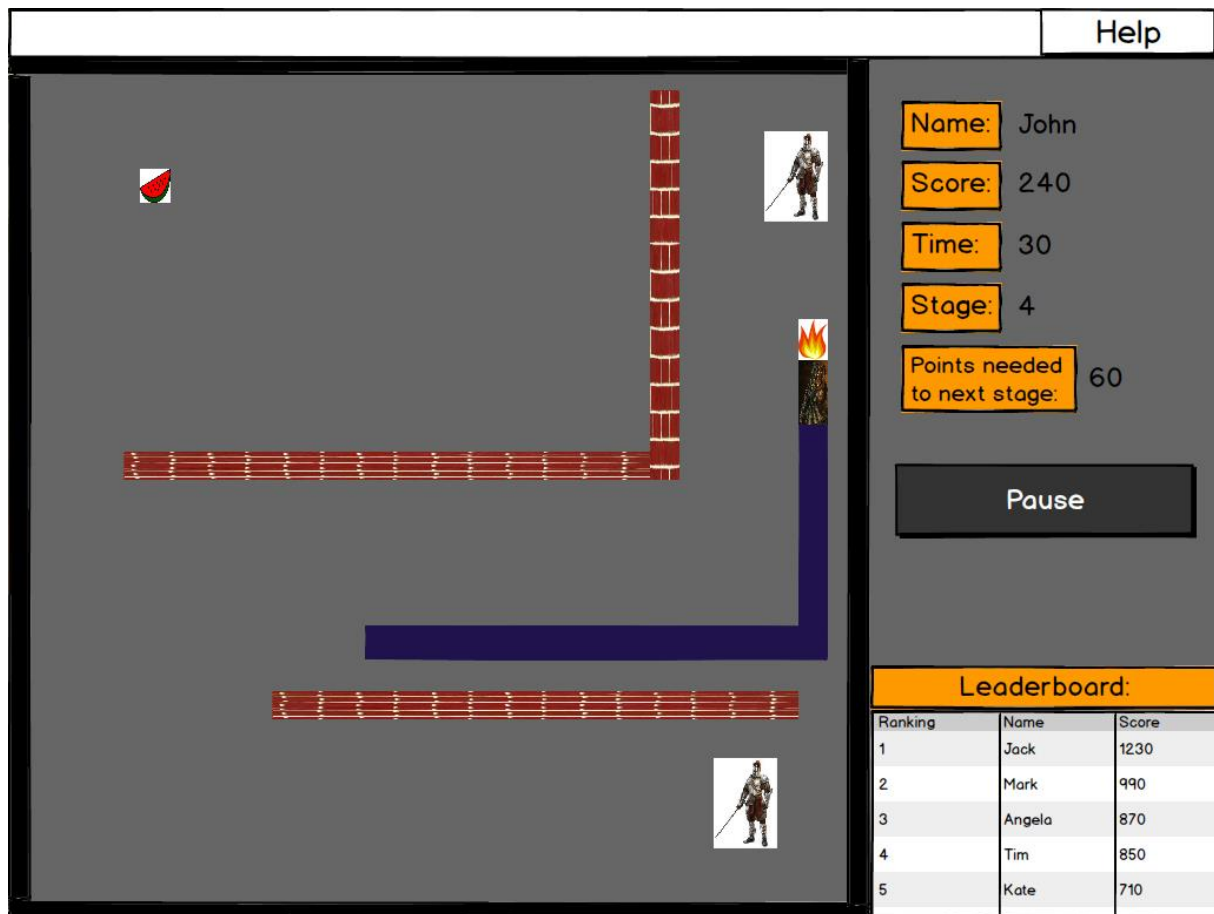 Help
Name: John
Score: 240
Time: 30
Stage: 4
Points needed
to next stage: 60
Pause
Leaderboard:
Ranking Name Score
1 Jack 1230
2 Mark 990
3 Angela 870
4 Tim 850
5 Kate 710